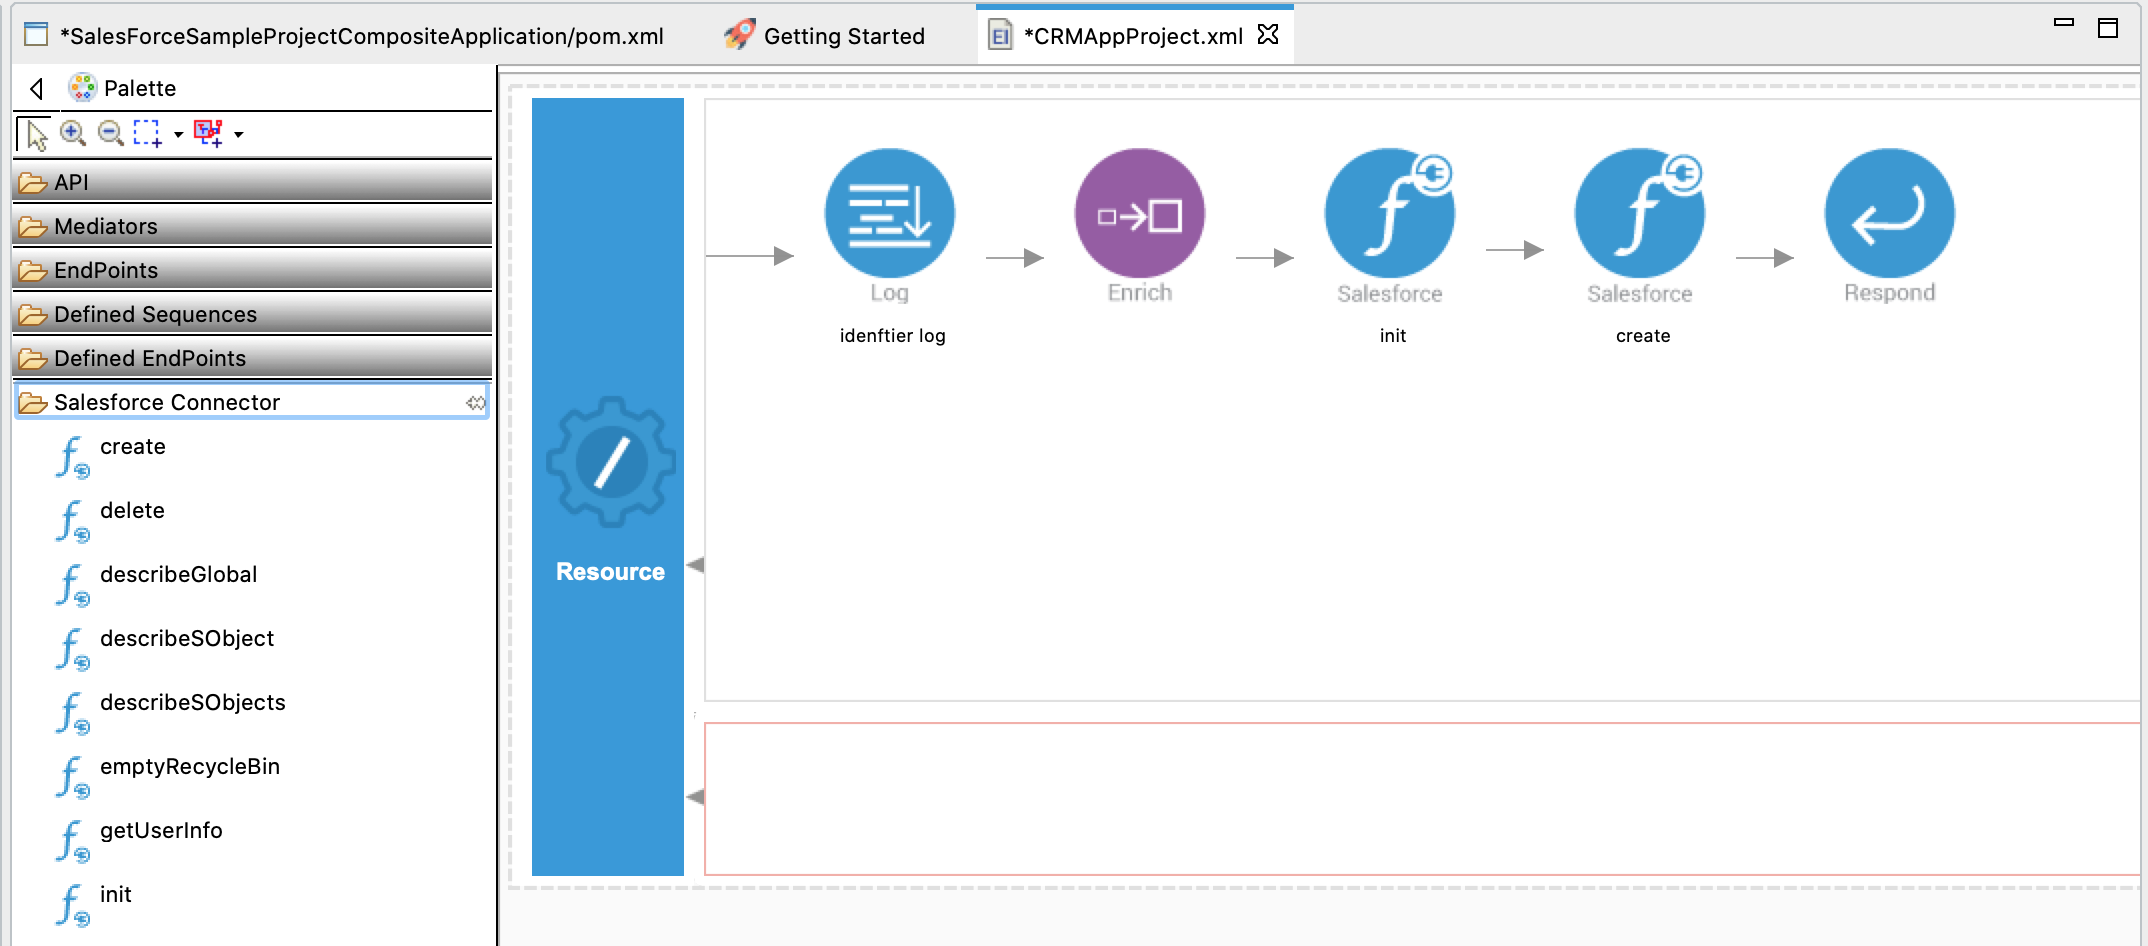 *SalesForceSampleProjectCompositeApplication/pom.xml
Getting Started
EI
*CRMAppProject.xml
Palette
API
Mediators
EndPoints
Defined Sequences
Defined EndPoints
Salesforce Connector
create
delete
describeGlobal
describeSObject
describeSObjects
emptyRecycleBin
getUserInfo
init
Resource
Log
Enrich
Salesforce
Salesforce
Respond
idenftier log
init
create